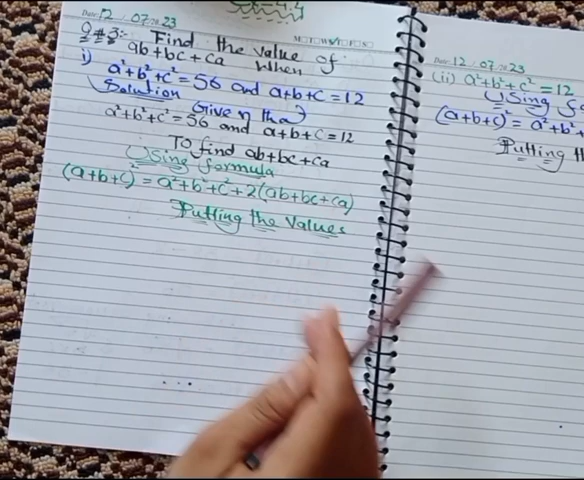 Date: 12 / 07 / 20 23
Q#3:- Find the value of
ab+bc+ca when
i) a²+b²+c²=56 and a+b+c=12
Solution Given that
a²+b²+c²=56 and a+b+c=12
To find ab+bc+ca
Using formula
(a+b+c)²=a²+b²+c²+2(ab+bc+ca)
Putting the values
Date: 12 / 07 / 20 23
(ii) a²+b²+c²=12
Using
(a+b+c)²=a²+b²
Putting